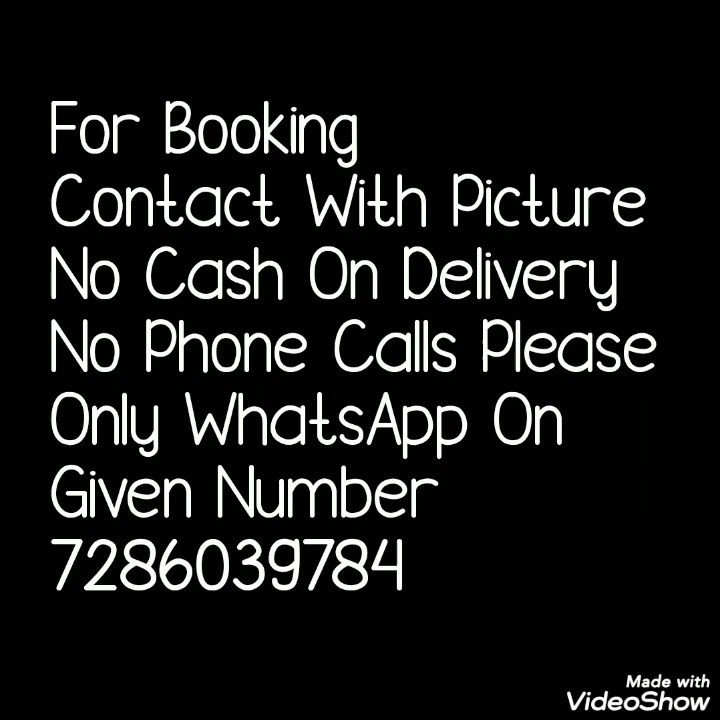 For Booking
Contact With Picture
No Cash On Delivery
No Phone Calls Please
Only WhatsApp On
Given Number
7286039784
Made with
VideoShow